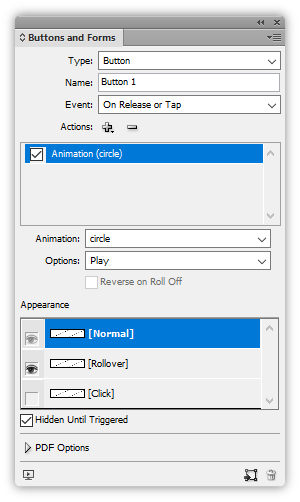 Buttons and Forms
Type: Button
Name: Button 1
Event: On Release or Tap
Actions:
Animation (circle)
Animation: circle
Options: Play
Reverse on Roll Off
Appearance
[Normal]
[Rollover]
[Click]
Hidden Until Triggered
PDF Options